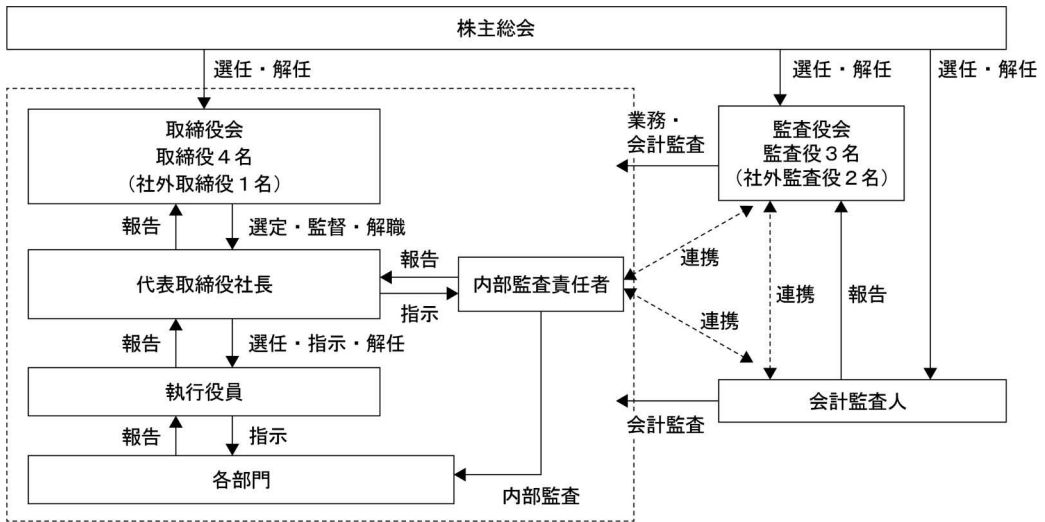 株主総会
選任・解任
選任・解任
選任・解任
取締役会
取締役４名
（社外取締役１名）
業務・
会計監査
監査役会
監査役３名
（社外監査役２名）
報告
選定・監督・解職
代表取締役社長
報告
指示
内部監査責任者
連携
連携
連携
報告
報告
選任・指示・解任
執行役員
会計監査人
会計監査
報告
指示
各部門
内部監査